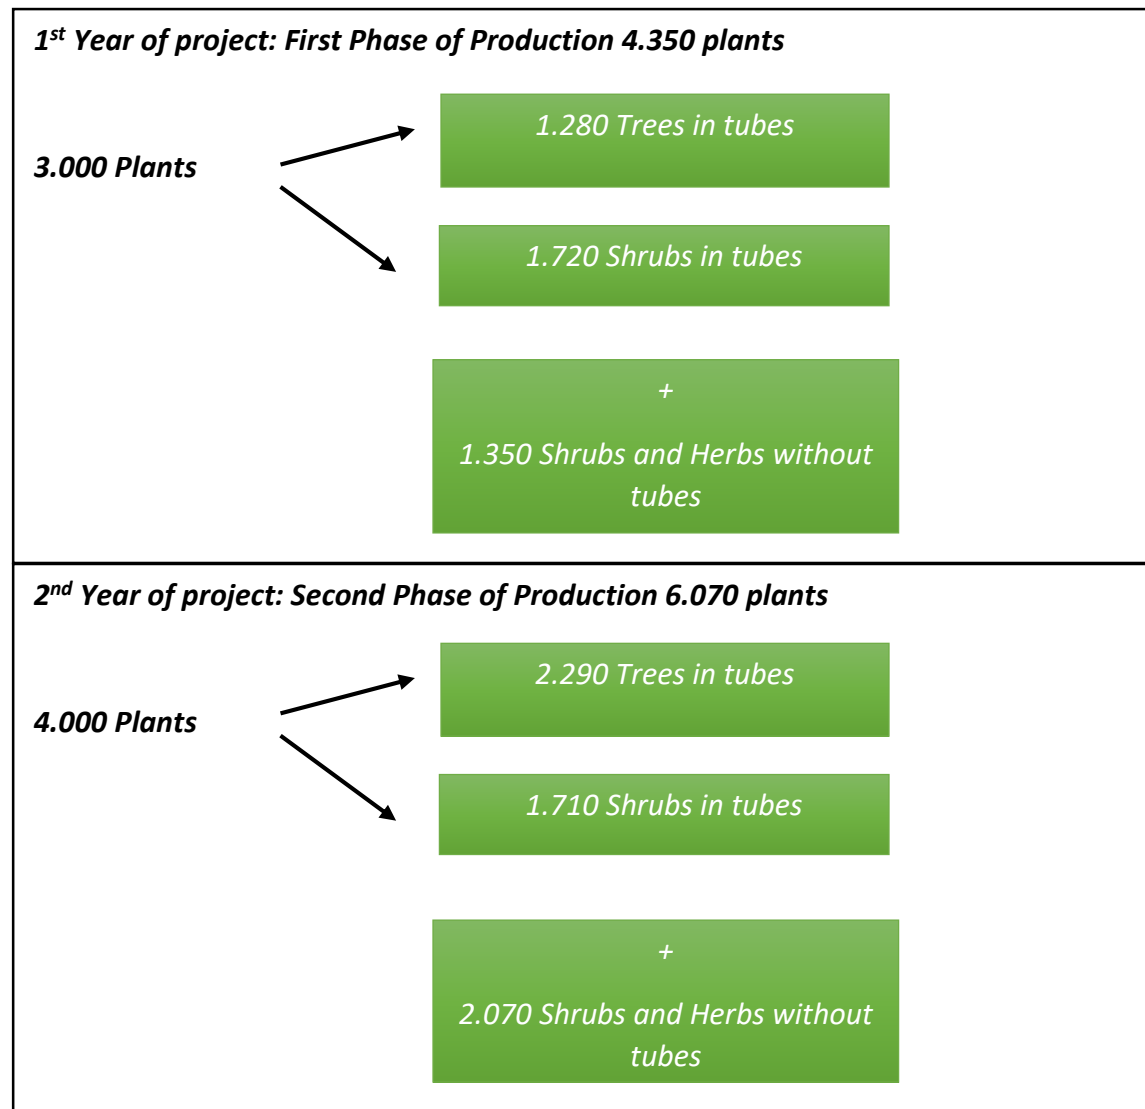 1st Year of project: First Phase of Production 4.350 plants
1.280 Trees in tubes
3.000 Plants
1.720 Shrubs in tubes
+
1.350 Shrubs and Herbs without
tubes
2nd Year of project: Second Phase of Production 6.070 plants
2.290 Trees in tubes
4.000 Plants
1.710 Shrubs in tubes
+
2.070 Shrubs and Herbs without
tubes